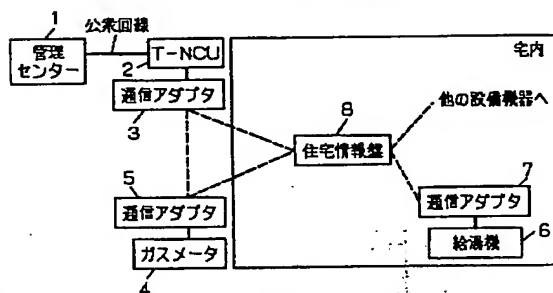 1
管理
センター
公衆回線
T-NCU
2
通信アダプタ
3
宅内
8
住宅情報盤
他の設備機器へ
7
通信アダプタ
給湯機
6
5
通信アダプタ
ガスメータ
4